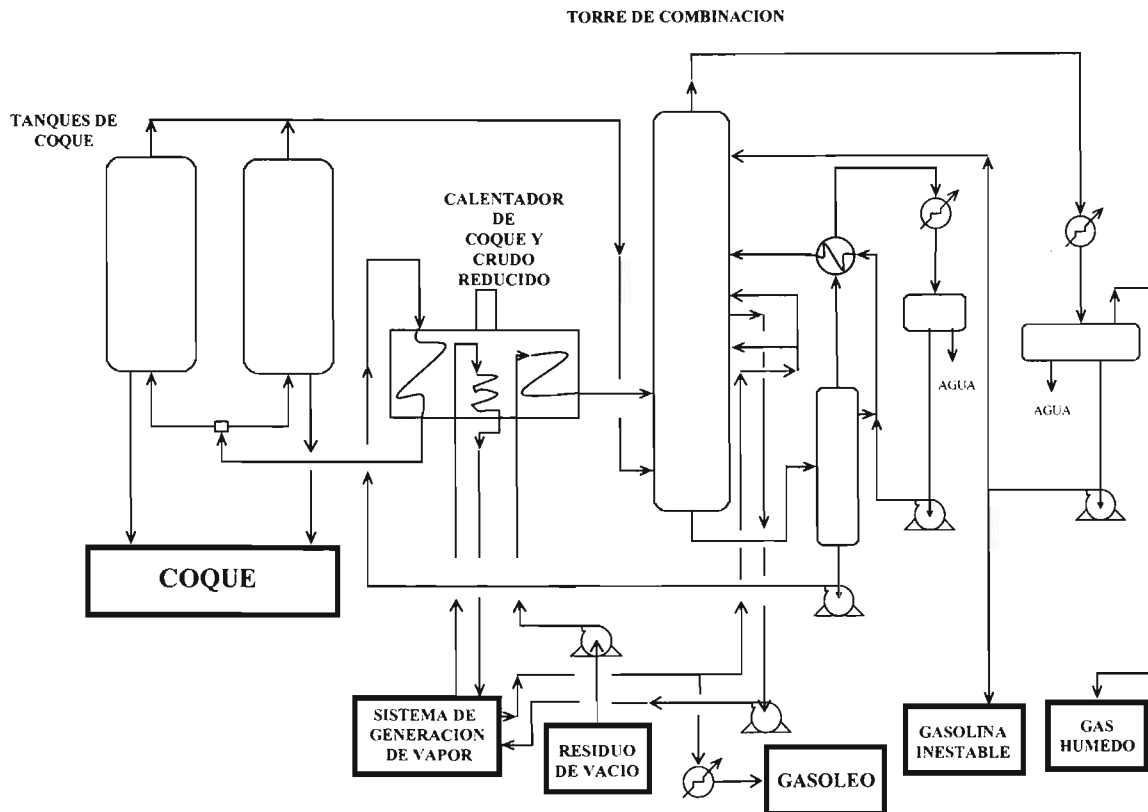 TORRE DE COMBINACION
TANQUES DE
COQUE
CALENTADOR
DE
COQUE Y
CRUDO
REDUCIDO
AGUA
AGUA
COQUE
SISTEMA DE
GENERACION
DE VAPOR
RESIDUO
DE VACIO
GASOLEO
GASOLINA
INESTABLE
GAS
HUMEDO